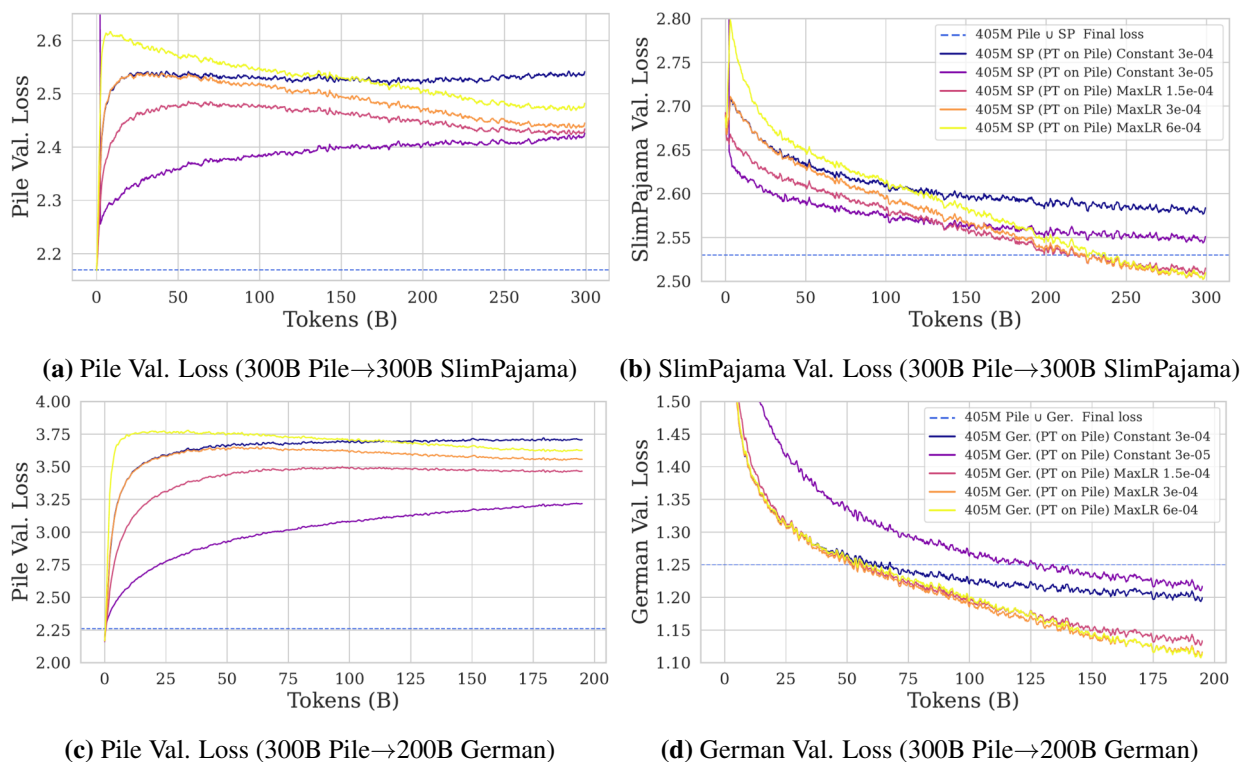 2.6
2.5
2.4
2.3
2.2
Pile Val. Loss
0 50 100 150 200 250 300
Tokens (B)
(a) Pile Val. Loss (300B Pile→300B SlimPajama)
2.80
2.75
2.70
2.65
2.60
2.55
2.50
SlimPajama Val. Loss
405M Pile ∪ SP Final loss
405M SP (PT on Pile) Constant 3e-04
405M SP (PT on Pile) Constant 3e-05
405M SP (PT on Pile) MaxLR 1.5e-04
405M SP (PT on Pile) MaxLR 3e-04
405M SP (PT on Pile) MaxLR 6e-04
0 50 100 150 200 250 300
Tokens (B)
(b) SlimPajama Val. Loss (300B Pile→300B SlimPajama)
4.00
3.75
3.50
3.25
3.00
2.75
2.50
2.25
2.00
Pile Val. Loss
0 25 50 75 100 125 150 175 200
Tokens (B)
(c) Pile Val. Loss (300B Pile→200B German)
1.50
1.45
1.40
1.35
1.30
1.25
1.20
1.15
1.10
German Val. Loss
405M Pile ∪ Ger. Final loss
405M Ger. (PT on Pile) Constant 3e-04
405M Ger. (PT on Pile) Constant 3e-05
405M Ger. (PT on Pile) MaxLR 1.5e-04
405M Ger. (PT on Pile) MaxLR 3e-04
405M Ger. (PT on Pile) MaxLR 6e-04
0 25 50 75 100 125 150 175 200
Tokens (B)
(d) German Val. Loss (300B Pile→200B German)